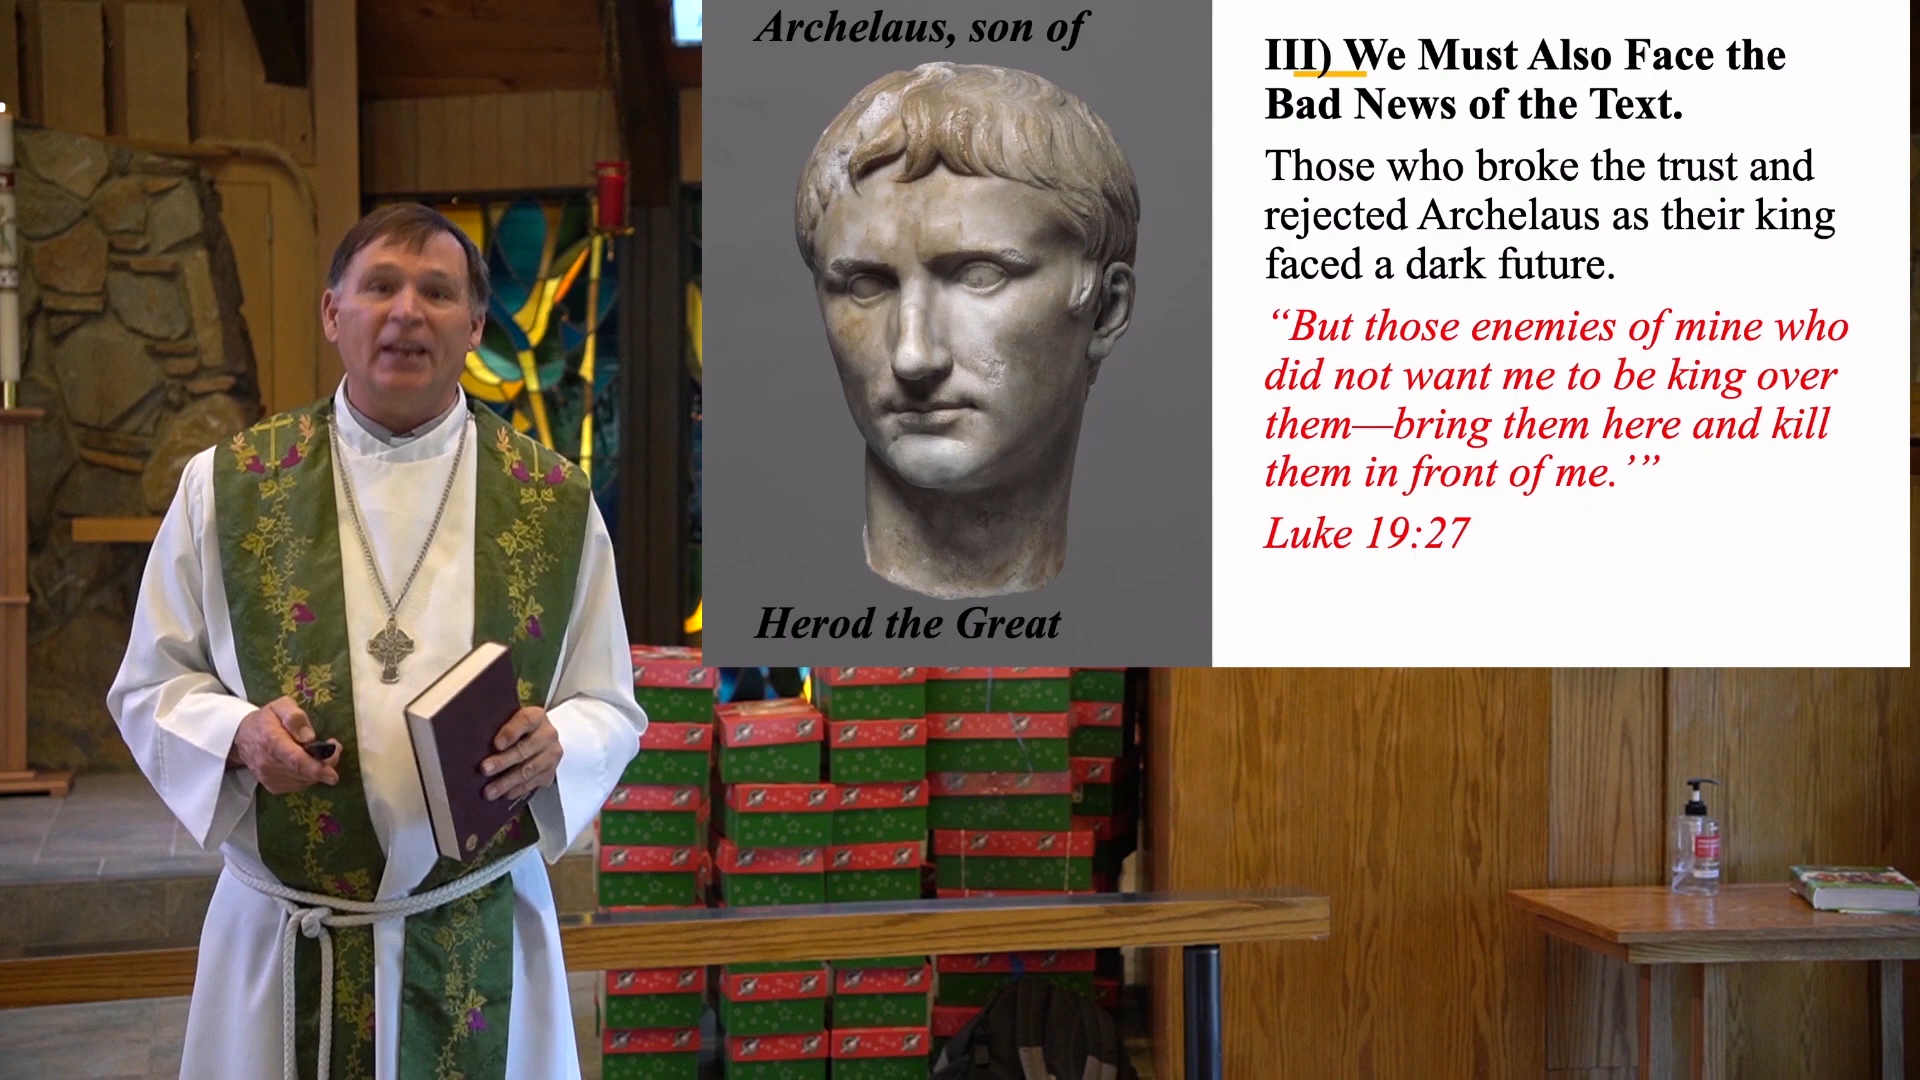 Archelaus, son of
Herod the Great
III) We Must Also Face the
Bad News of the Text.
Those who broke the trust and
rejected Archelaus as their king
faced a dark future.
“But those enemies of mine who
did not want me to be king over
them—bring them here and kill
them in front of me.’”
Luke 19:27